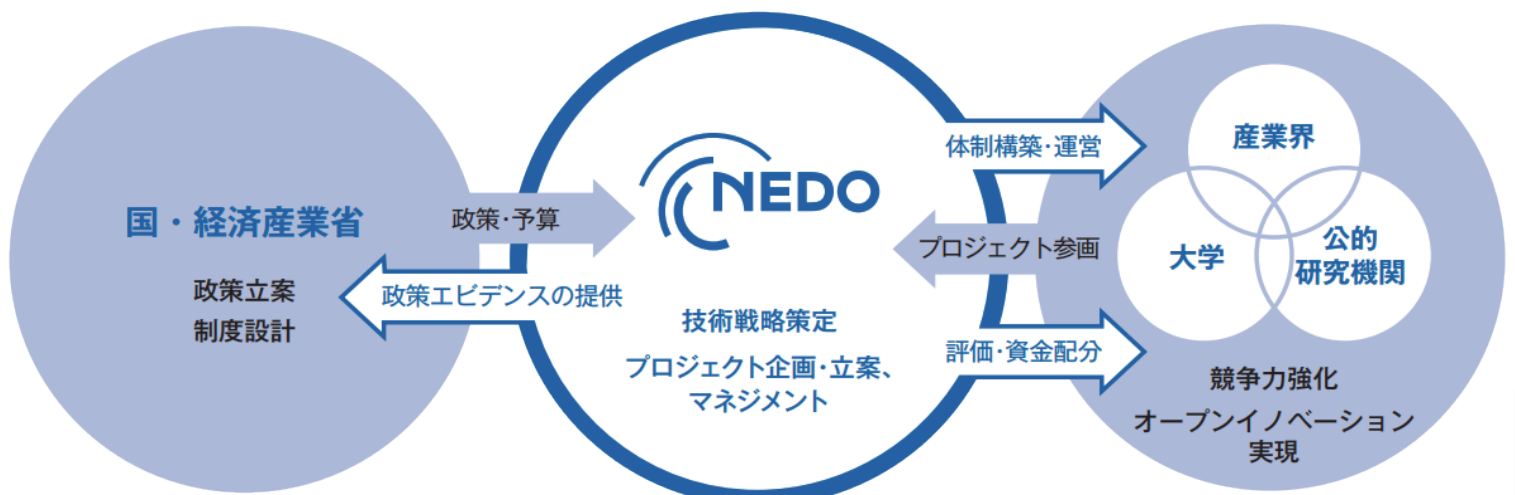 国・経済産業省
政策立案
制度設計
政策・予算
政策エビデンスの提供
NEDO
技術戦略策定
プロジェクト企画・立案、
マネジメント
体制構築・運営
プロジェクト参画
評価・資金配分
産業界
大学
公的
研究機関
競争力強化
オープンイノベーション
実現